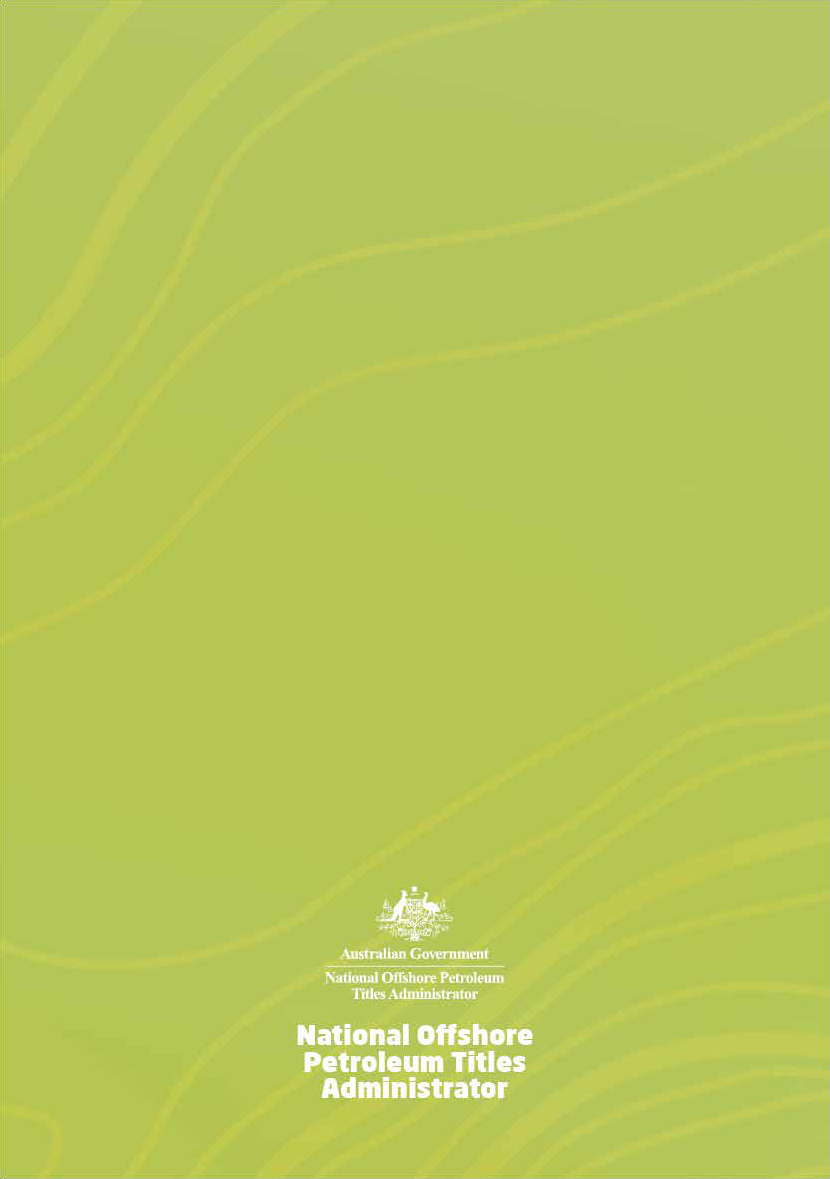 Australian Government
National Offshore Petroleum
Titles Administrator
National Offshore
Petroleum Titles
Administrator